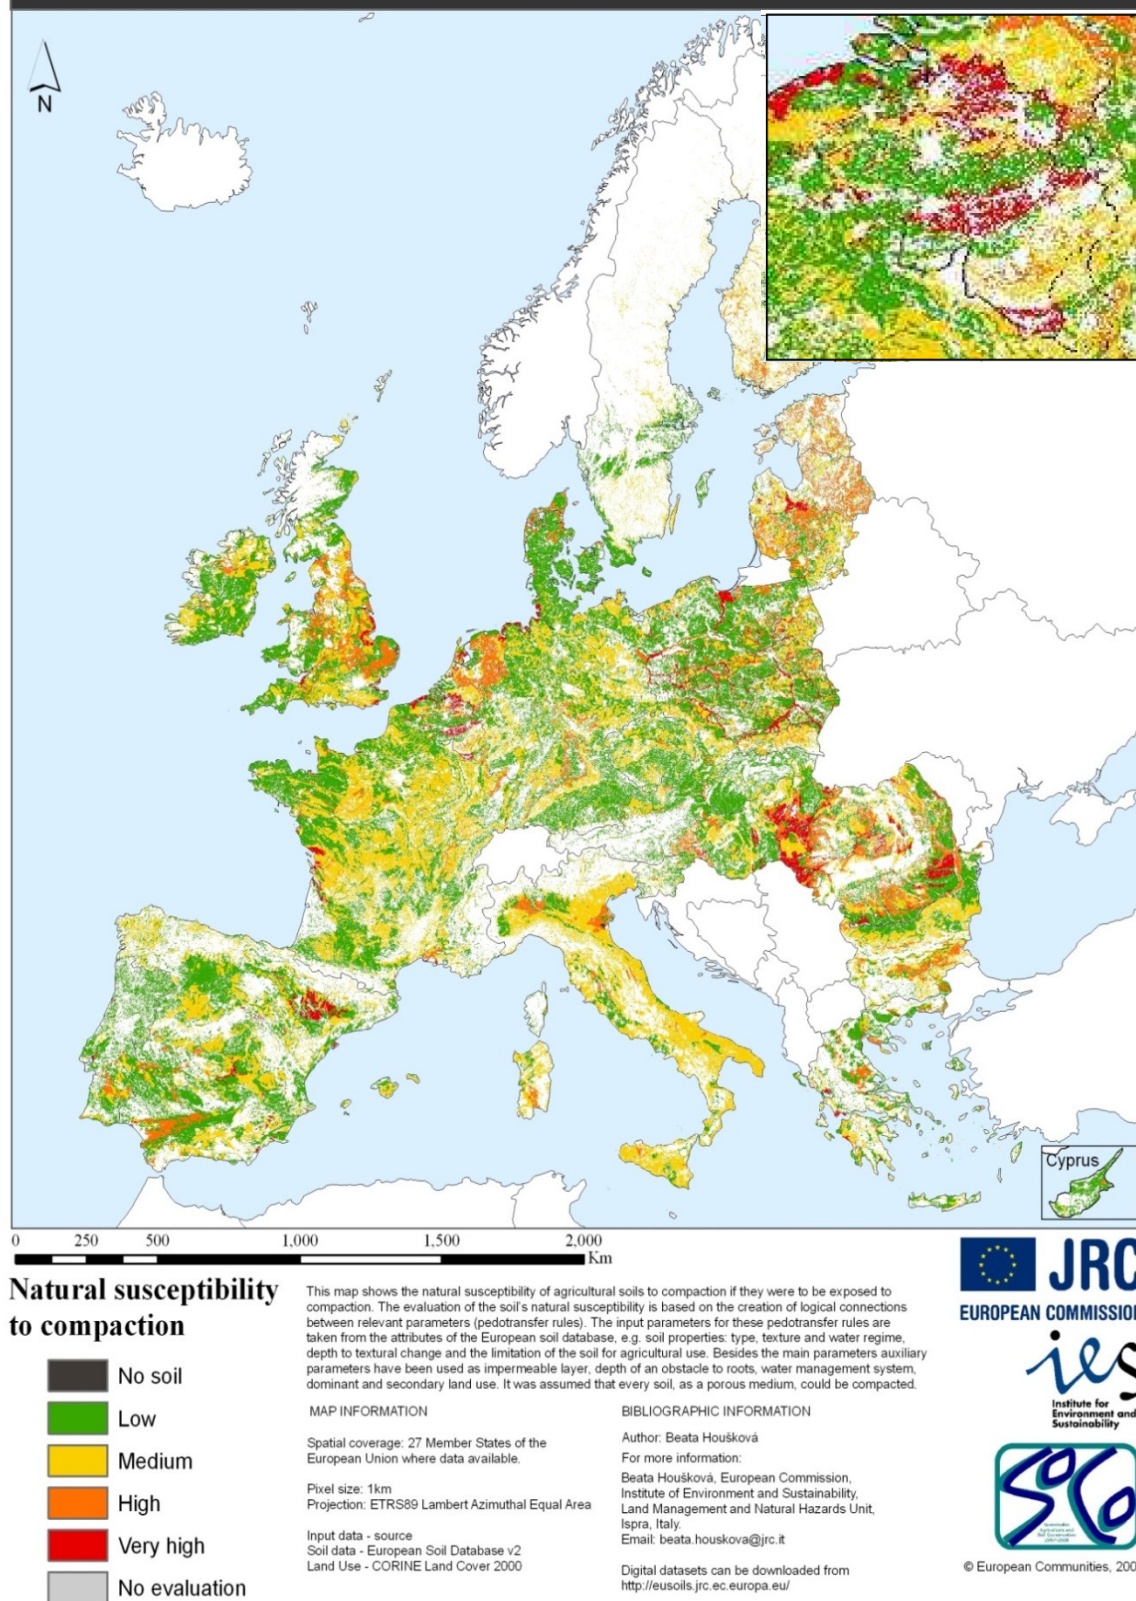 N
Cyprus
0 250 500 1,000 1,500 2,000
Km
Natural susceptibility
to compaction
No soil
Low
Medium
High
Very high
No evaluation
This map shows the natural susceptibility of agricultural soils to compaction if they were to be exposed to
compaction. The evaluation of the soil's natural susceptibility is based on the creation of logical connections
between relevant parameters (pedotransfer rules). The input parameters for these pedotransfer rules are
taken from the attributes of the European soil database, e.g. soil properties: type, texture and water regime,
depth to textural change and the limitation of the soil for agricultural use. Besides the main parameters auxiliary
parameters have been used as impermeable layer, depth of an obstacle to roots, water management system,
dominant and secondary land use. It was assumed that every soil, as a porous medium, could be compacted.
MAP INFORMATION
Spatial coverage: 27 Member States of the
European Union where data available.
Pixel size: 1km
Projection: ETRS89 Lambert Azimuthal Equal Area
Input data - source
Soil data - European Soil Database v2
Land Use - CORINE Land Cover 2000
BIBLIOGRAPHIC INFORMATION
Author: Beata Houšková
For more information:
Beata Houšková, European Commission,
Institute of Environment and Sustainability,
Land Management and Natural Hazards Unit,
Ispra, Italy.
Email: beata.houskova@jrc.it
Digital datasets can be downloaded from
http://eusoils.jrc.ec.europa.eu/
JRC
EUROPEAN COMMISSION
ies
Institute for
Environment and
Sustainability
SoCo
© European Communities, 200